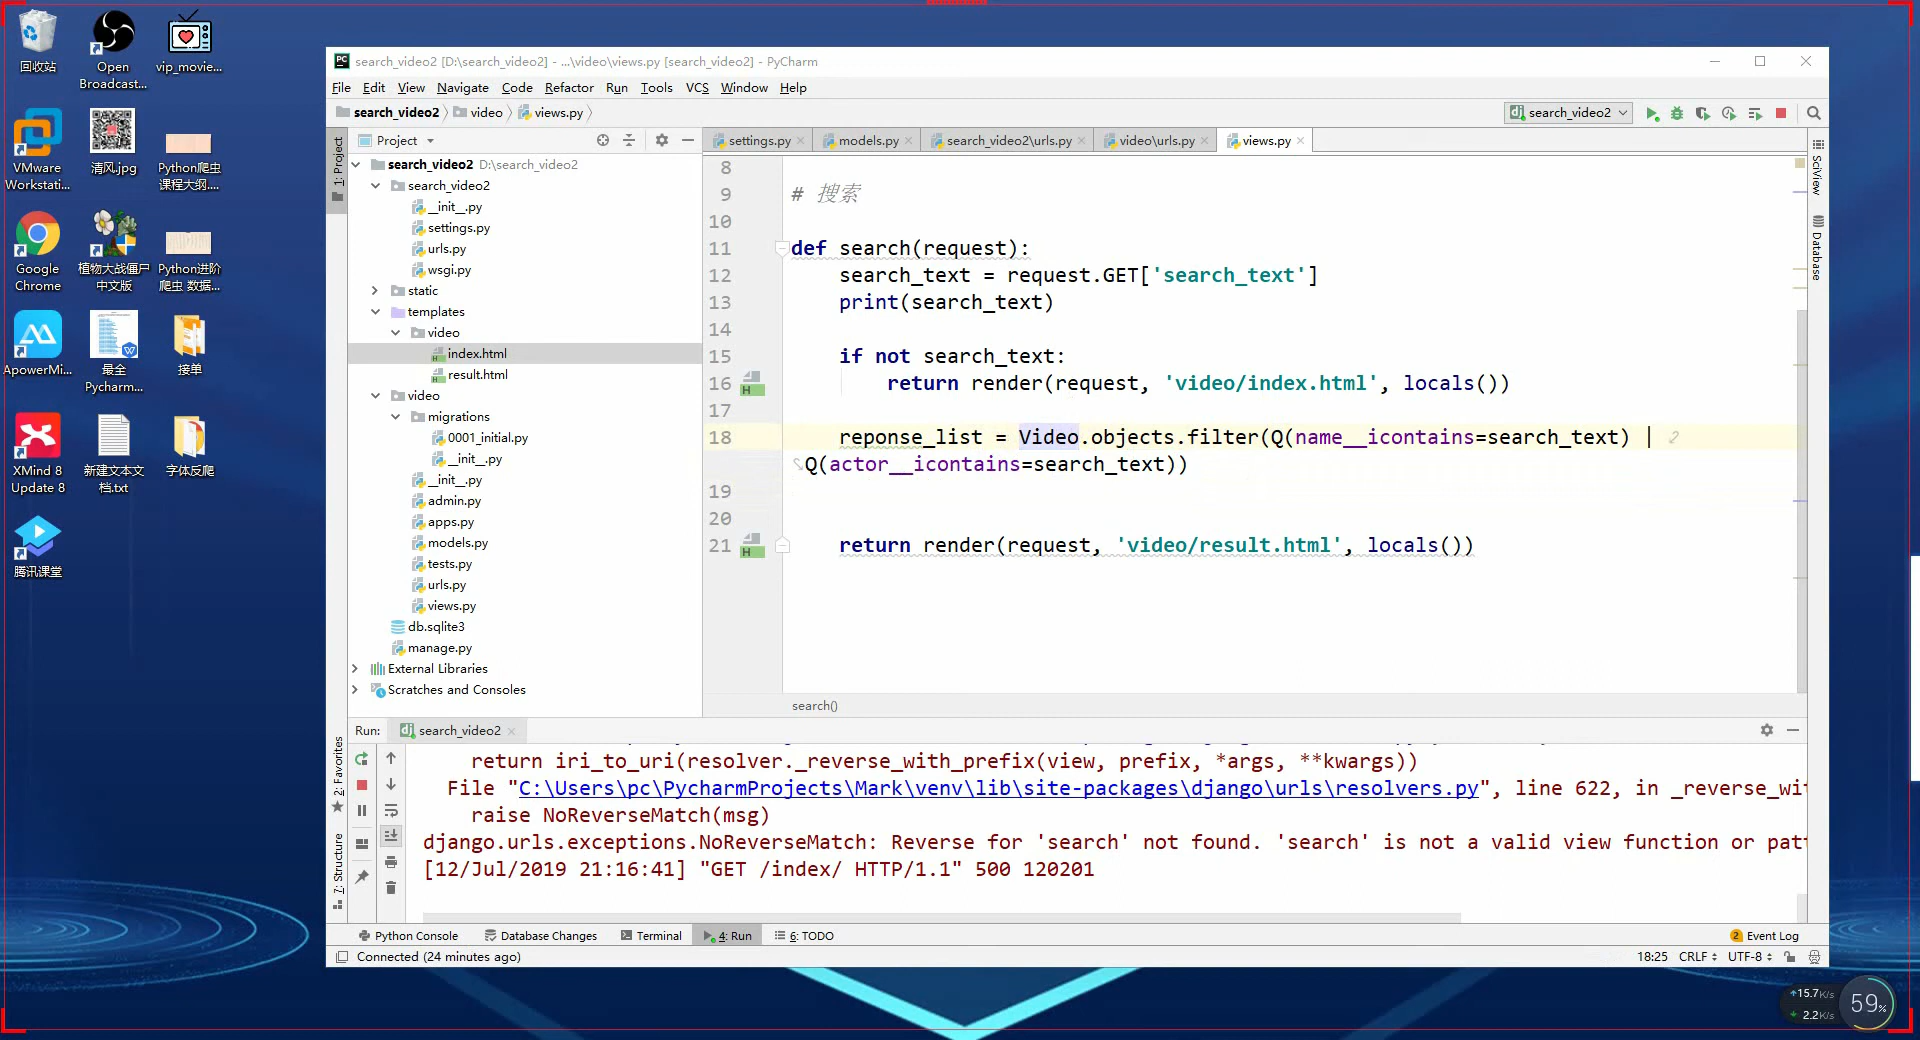 回收站
Open
Broadcast...
vip_movie...
VMware
Workstati...
清风.jpg
Python爬虫
课程大纲....
Google
Chrome
植物大战僵尸
中文版
Python进阶
爬虫 数据...
ApowerMi...
最全
Pycharm...
接单
XMind 8
Update 8
新建文本文
档.txt
字体反爬
腾讯课堂
search_video2 [D:\search_video2] - ...\video\views.py [search_video2] - PyCharm
File Edit View Navigate Code Refactor Run Tools VCS Window Help
search_video2 video views.py
search_video2
1: Project
Project
settings.py models.py search_video2\urls.py video\urls.py views.py
search_video2 D:\search_video2
search_video2
__init__.py
settings.py
urls.py
wsgi.py
static
templates
video
index.html
result.html
video
migrations
0001_initial.py
__init__.py
__init__.py
admin.py
apps.py
models.py
tests.py
urls.py
views.py
db.sqlite3
manage.py
External Libraries
Scratches and Consoles
8
9 # 搜索
10
11 def search(request):
12 search_text = request.GET['search_text']
13 print(search_text)
14
15 if not search_text:
16 return render(request, 'video/index.html', locals())
17
18 reponse_list = Video.objects.filter(Q(name__icontains=search_text) |
Q(actor__icontains=search_text))
19
20
21 return render(request, 'video/result.html', locals())
search()
SciView
Database
Run: search_video2
2: Favorites
7: Structure
return iri_to_uri(resolver._reverse_with_prefix(view, prefix, *args, **kwargs))
File "C:\Users\pc\PycharmProjects\Mark\venv\lib\site-packages\django\urls\resolvers.py", line 622, in _reverse_wit
raise NoReverseMatch(msg)
django.urls.exceptions.NoReverseMatch: Reverse for 'search' not found. 'search' is not a valid view function or patt
[12/Jul/2019 21:16:41] "GET /index/ HTTP/1.1" 500 120201
Python Console Database Changes Terminal 4: Run 6: TODO
2 Event Log
Connected (24 minutes ago)
18:25 CRLF UTF-8
15.7K/s
2.2K/s
59%